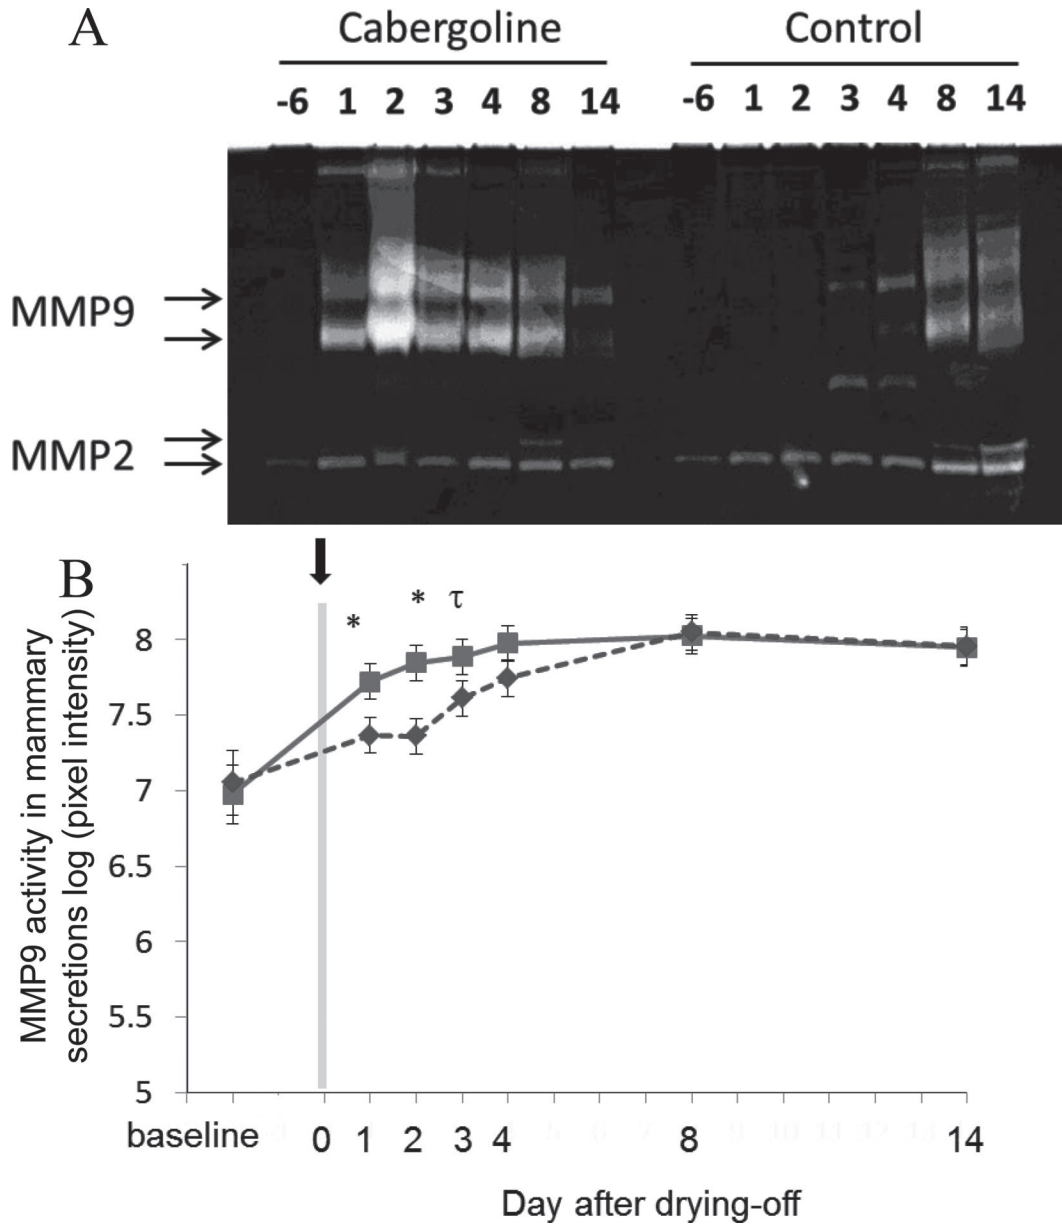 A
Cabergoline Control
-6 1 2 3 4 8 14 -6 1 2 3 4 8 14
MMP9
MMP2
B
* * τ
MMP9 activity in mammary
secretions log (pixel intensity)
8
7.5
7
6.5
6
5.5
5
baseline 0 1 2 3 4 8 14
Day after drying-off